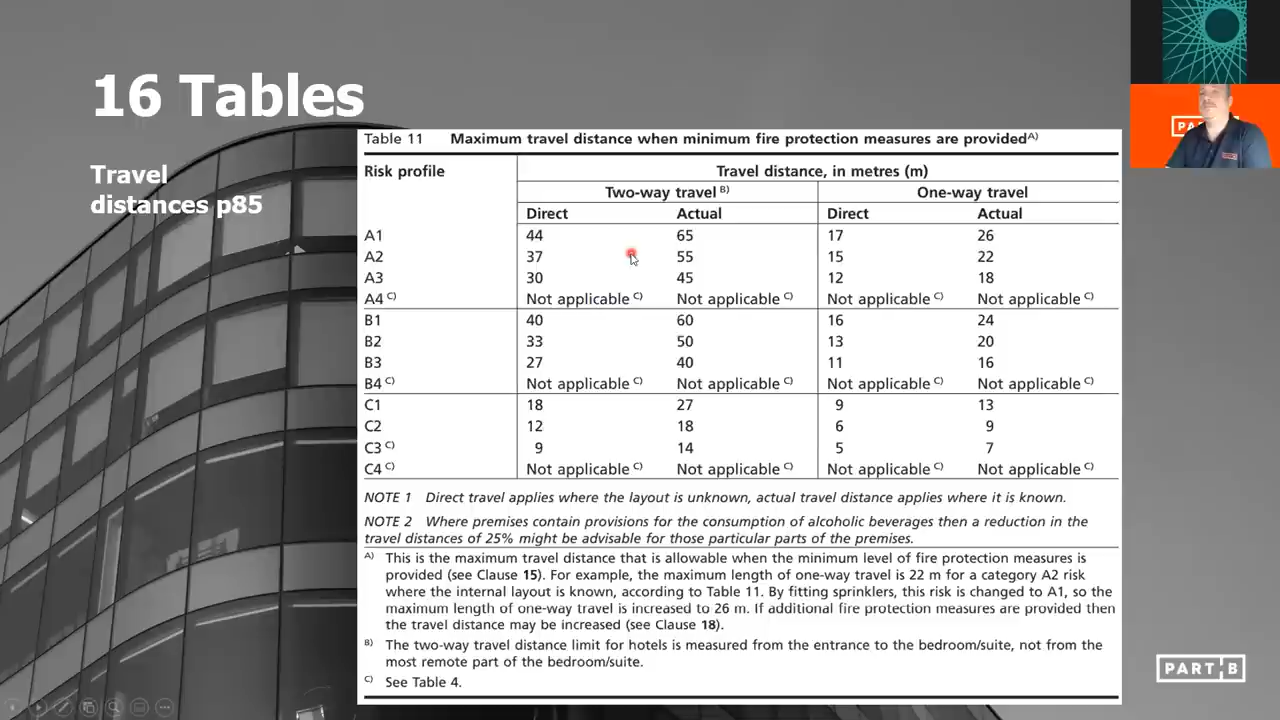 16 Tables
Travel
distances p85
Table 11 Maximum travel distance when minimum fire protection measures are provided A)
Risk profile Travel distance, in metres (m)
Two-way travel B) One-way travel
Direct Actual Direct Actual
A1 44 65 17 26
A2 37 55 15 22
A3 30 45 12 18
A4 C) Not applicable C) Not applicable C) Not applicable C) Not applicable C)
B1 40 60 16 24
B2 33 50 13 20
B3 27 40 11 16
B4 C) Not applicable C) Not applicable C) Not applicable C) Not applicable C)
C1 18 27 9 13
C2 12 18 6 9
C3 C) 9 14 5 7
C4 C) Not applicable C) Not applicable C) Not applicable C) Not applicable C)
NOTE 1 Direct travel applies where the layout is unknown, actual travel distance applies where it is known.
NOTE 2 Where premises contain provisions for the consumption of alcoholic beverages then a reduction in the
travel distances of 25% might be advisable for those particular parts of the premises.
A) This is the maximum travel distance that is allowable when the minimum level of fire protection measures is
provided (see Clause 15). For example, the maximum length of one-way travel is 22 m for a category A2 risk
where the internal layout is known, according to Table 11. By fitting sprinklers, this risk is changed to A1, so the
maximum length of one-way travel is increased to 26 m. If additional fire protection measures are provided then
the travel distance may be increased (see Clause 18).
B) The two-way travel distance limit for hotels is measured from the entrance to the bedroom/suite, not from the
most remote part of the bedroom/suite.
C) See Table 4.
PART B